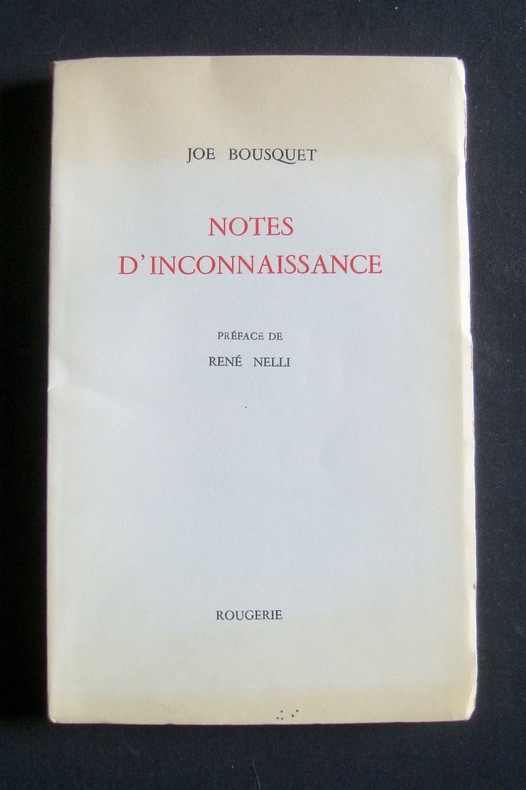 JOE BOUSQUET
NOTES
D'INCONNAISSANCE
PRÉFACE DE
RENÉ NELLI
ROUGERIE